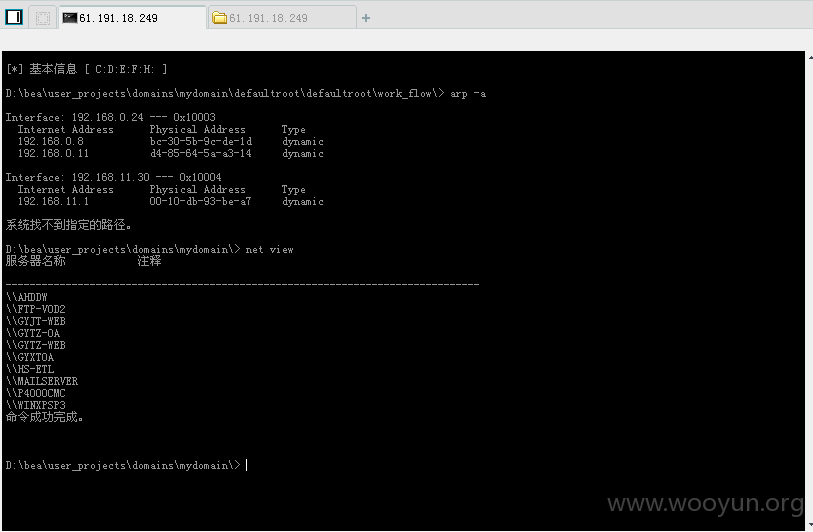 61.191.18.249
61.191.18.249
[*] 基本信息 [ C:D:E:F:H: ]
D:\bea\user_projects\domains\mydomain\defaultroot\defaultroot\work_flow\> arp -a
Interface: 192.168.0.24 --- 0x10003
Internet Address Physical Address Type
192.168.0.8 bc-30-5b-9c-de-1d dynamic
192.168.0.11 d4-85-64-5a-a3-14 dynamic
Interface: 192.168.11.30 --- 0x10004
Internet Address Physical Address Type
192.168.11.1 00-10-db-93-be-a7 dynamic
系统找不到指定的路径。
D:\bea\user_projects\domains\mydomain\> net view
服务器名称 注释
-------------------------------------------------------------------------------
\\AHDDW
\\FTP-VOD2
\\GYJT-WEB
\\GYTZ-OA
\\GYTZ-WEB
\\GYXTOA
\\HS-ETL
\\MAILSERVER
\\P4000CMC
\\WINXPSP3
命令成功完成。
D:\bea\user_projects\domains\mydomain\>
www.wooyun.org